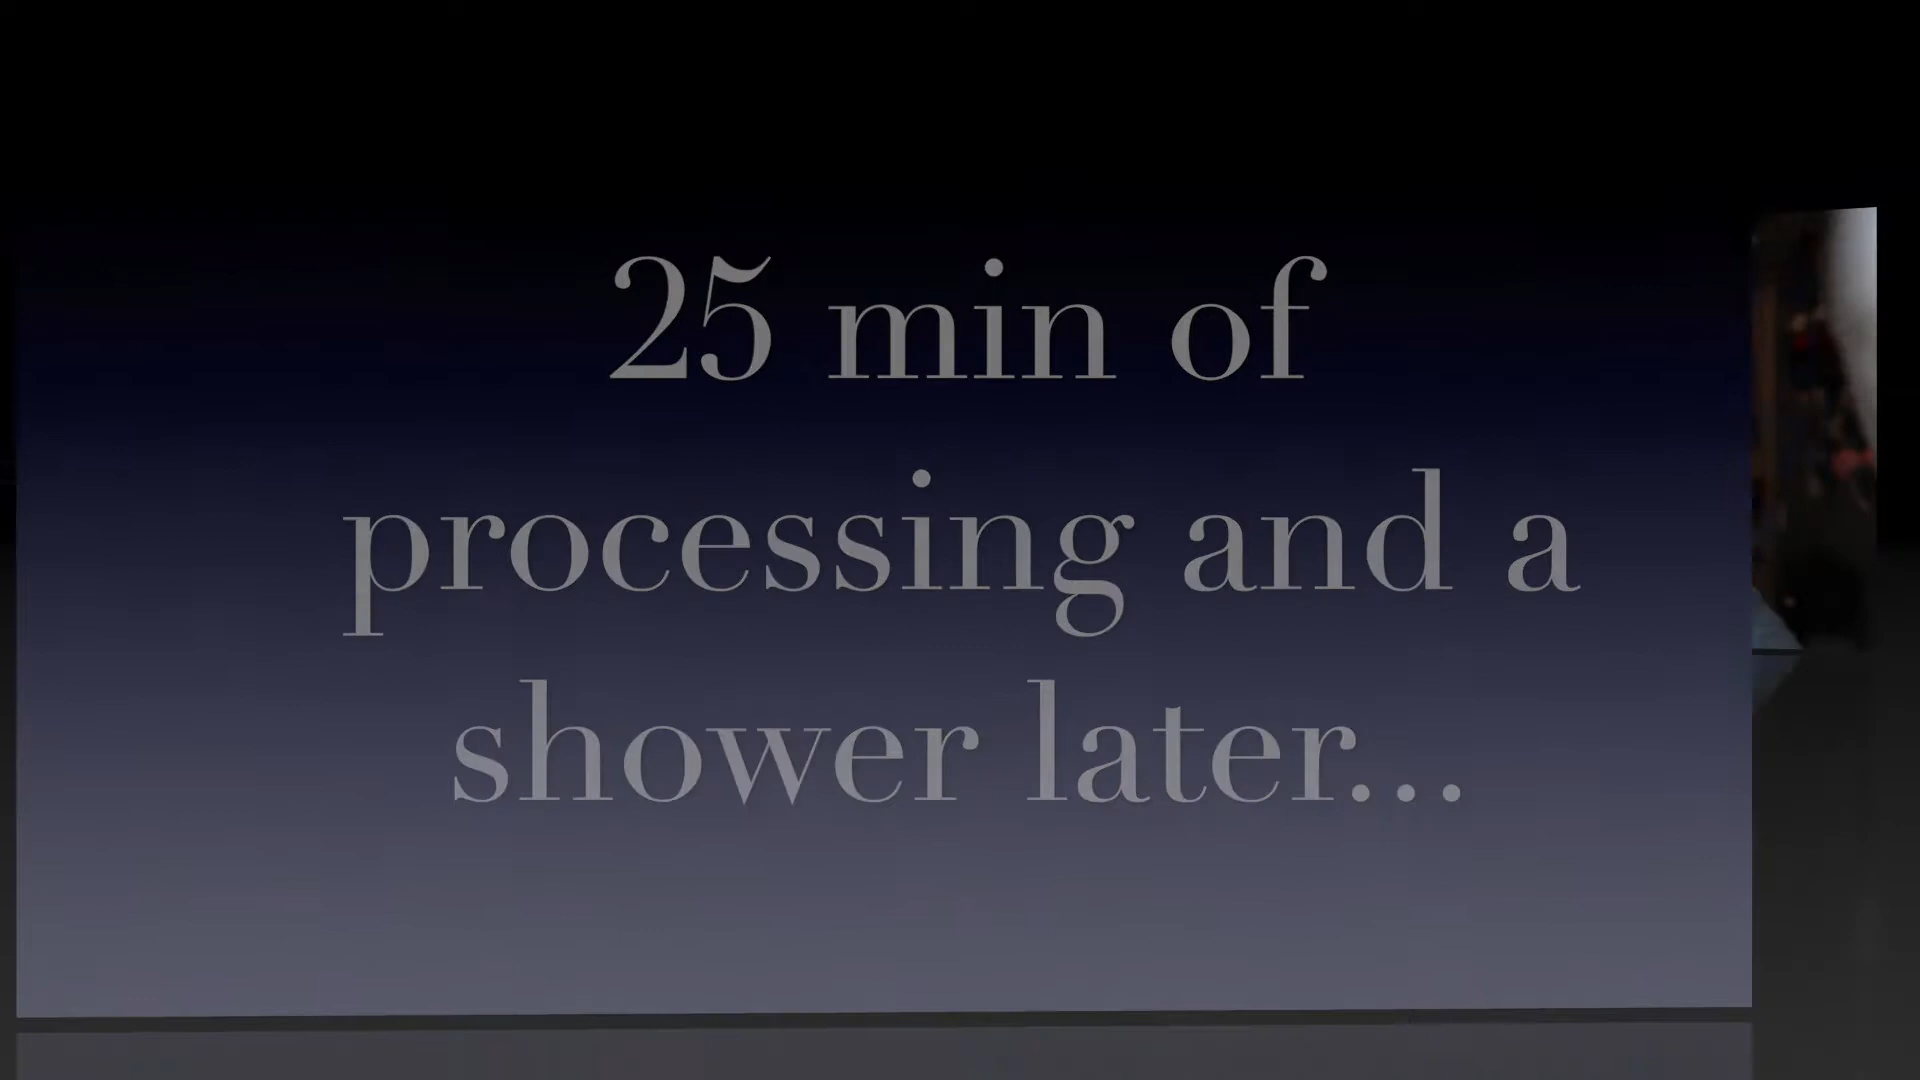 25 min of
processing and a
shower later...